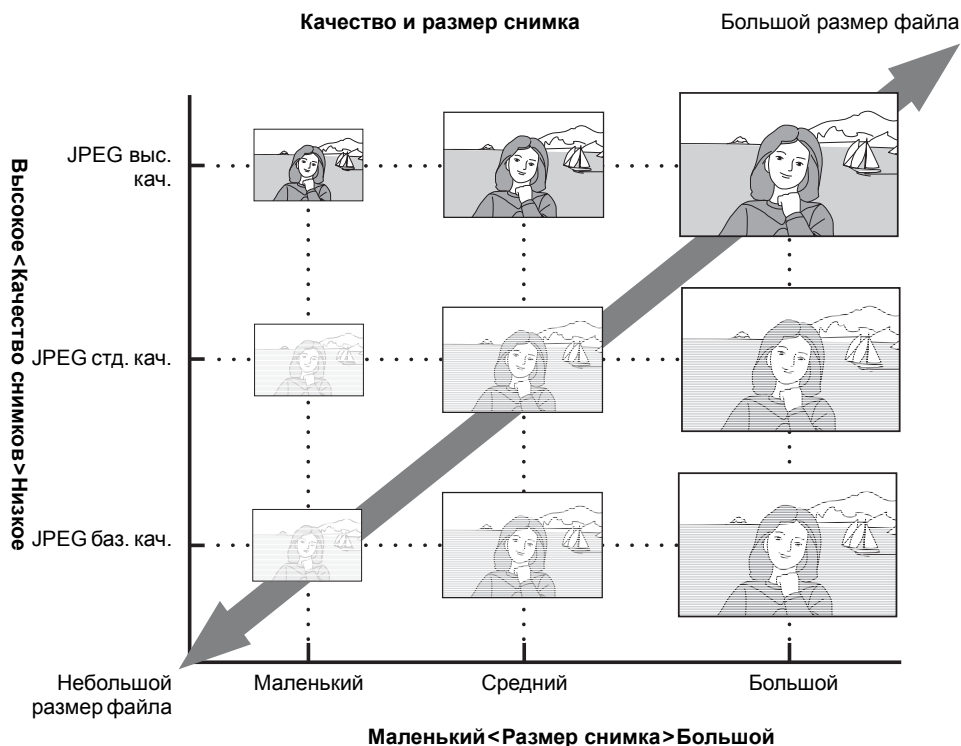 Качество и размер снимка
Большой размер файла
Высокое<Качество снимков>Низкое
JPEG выс.
кач.
JPEG стд. кач.
JPEG баз. кач.
Небольшой
размер файла
Маленький
Средний
Большой
Маленький<Размер снимка>Большой